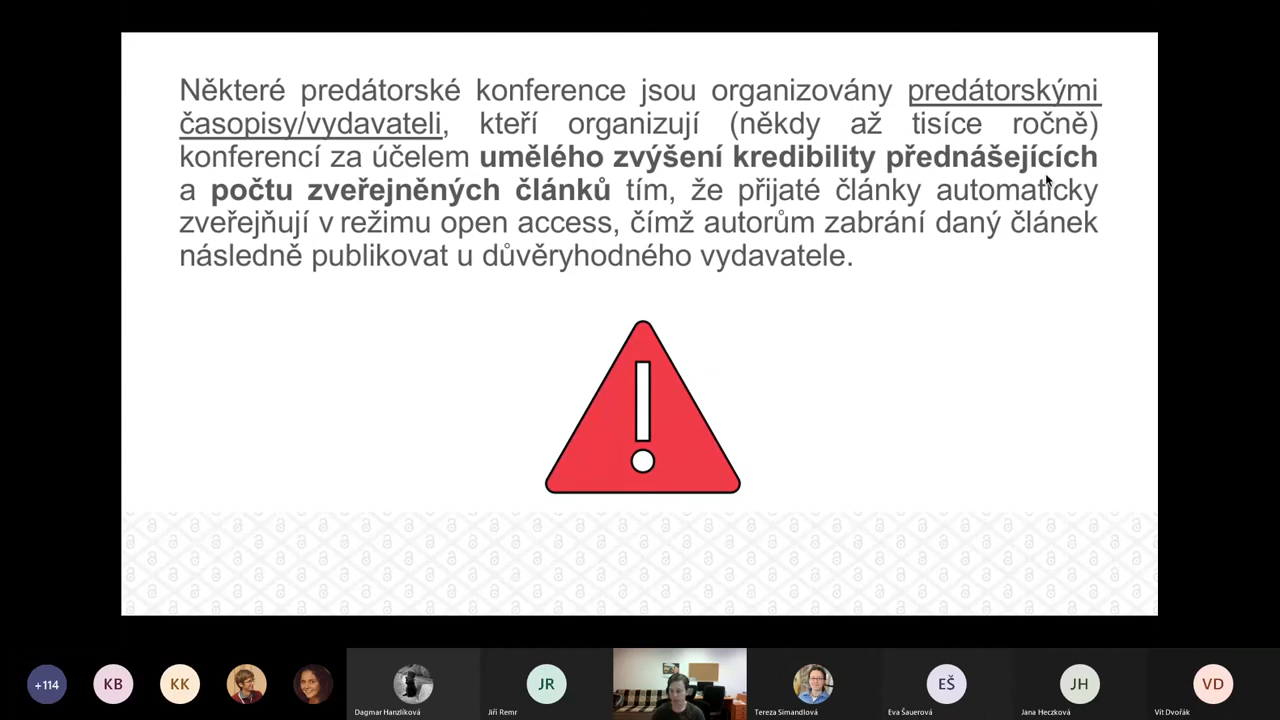 Některé predátorské konference jsou organizovány predátorskými
časopisy/vydavateli, kteří organizují (někdy až tisíce ročně)
konferencí za účelem umělého zvýšení kredibility přednášejících
a počtu zveřejněných článků tím, že přijaté články automaticky
zveřejňují v režimu open access, čímž autorům zabrání daný článek
následně publikovat u důvěryhodného vydavatele.
+114 KB KK JR EŠ JH VD
Dagmar Hanzlíková Jiří Remr Tereza Simandlová Eva Šauerová Jana Heczková Vít Dvořák